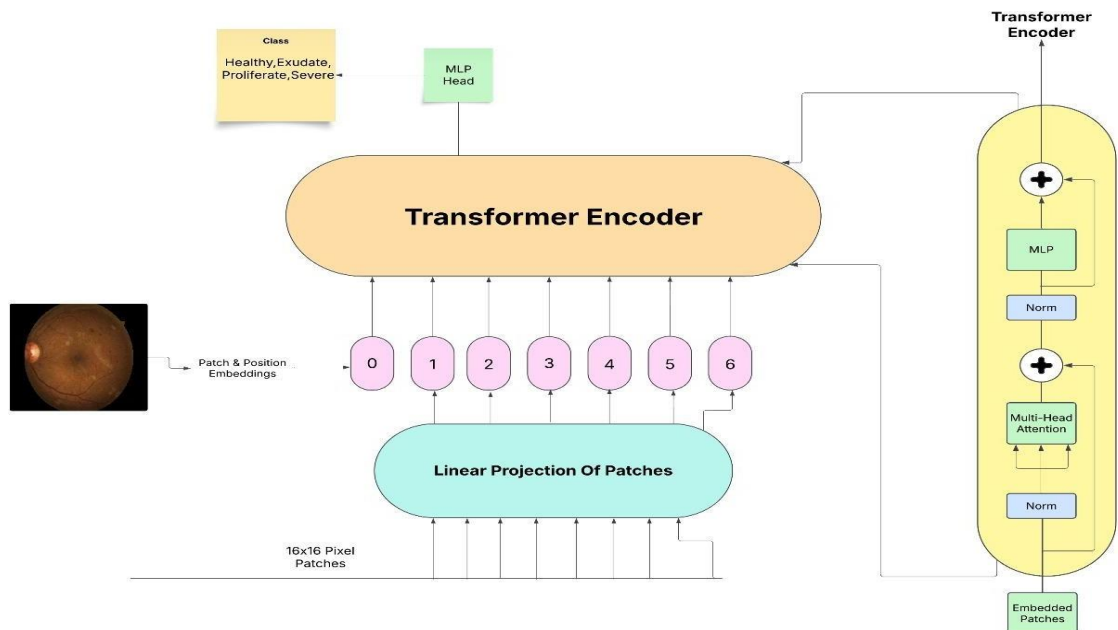 Transformer
Encoder
Class
Healthy,Exudate,
Proliferate,Severe
MLP
Head
Transformer Encoder
MLP
Norm
Patch & Position
Embeddings
0
1
2
3
4
5
6
Multi-Head
Attention
Linear Projection Of Patches
Norm
16x16 Pixel
Patches
Embedded
Patches